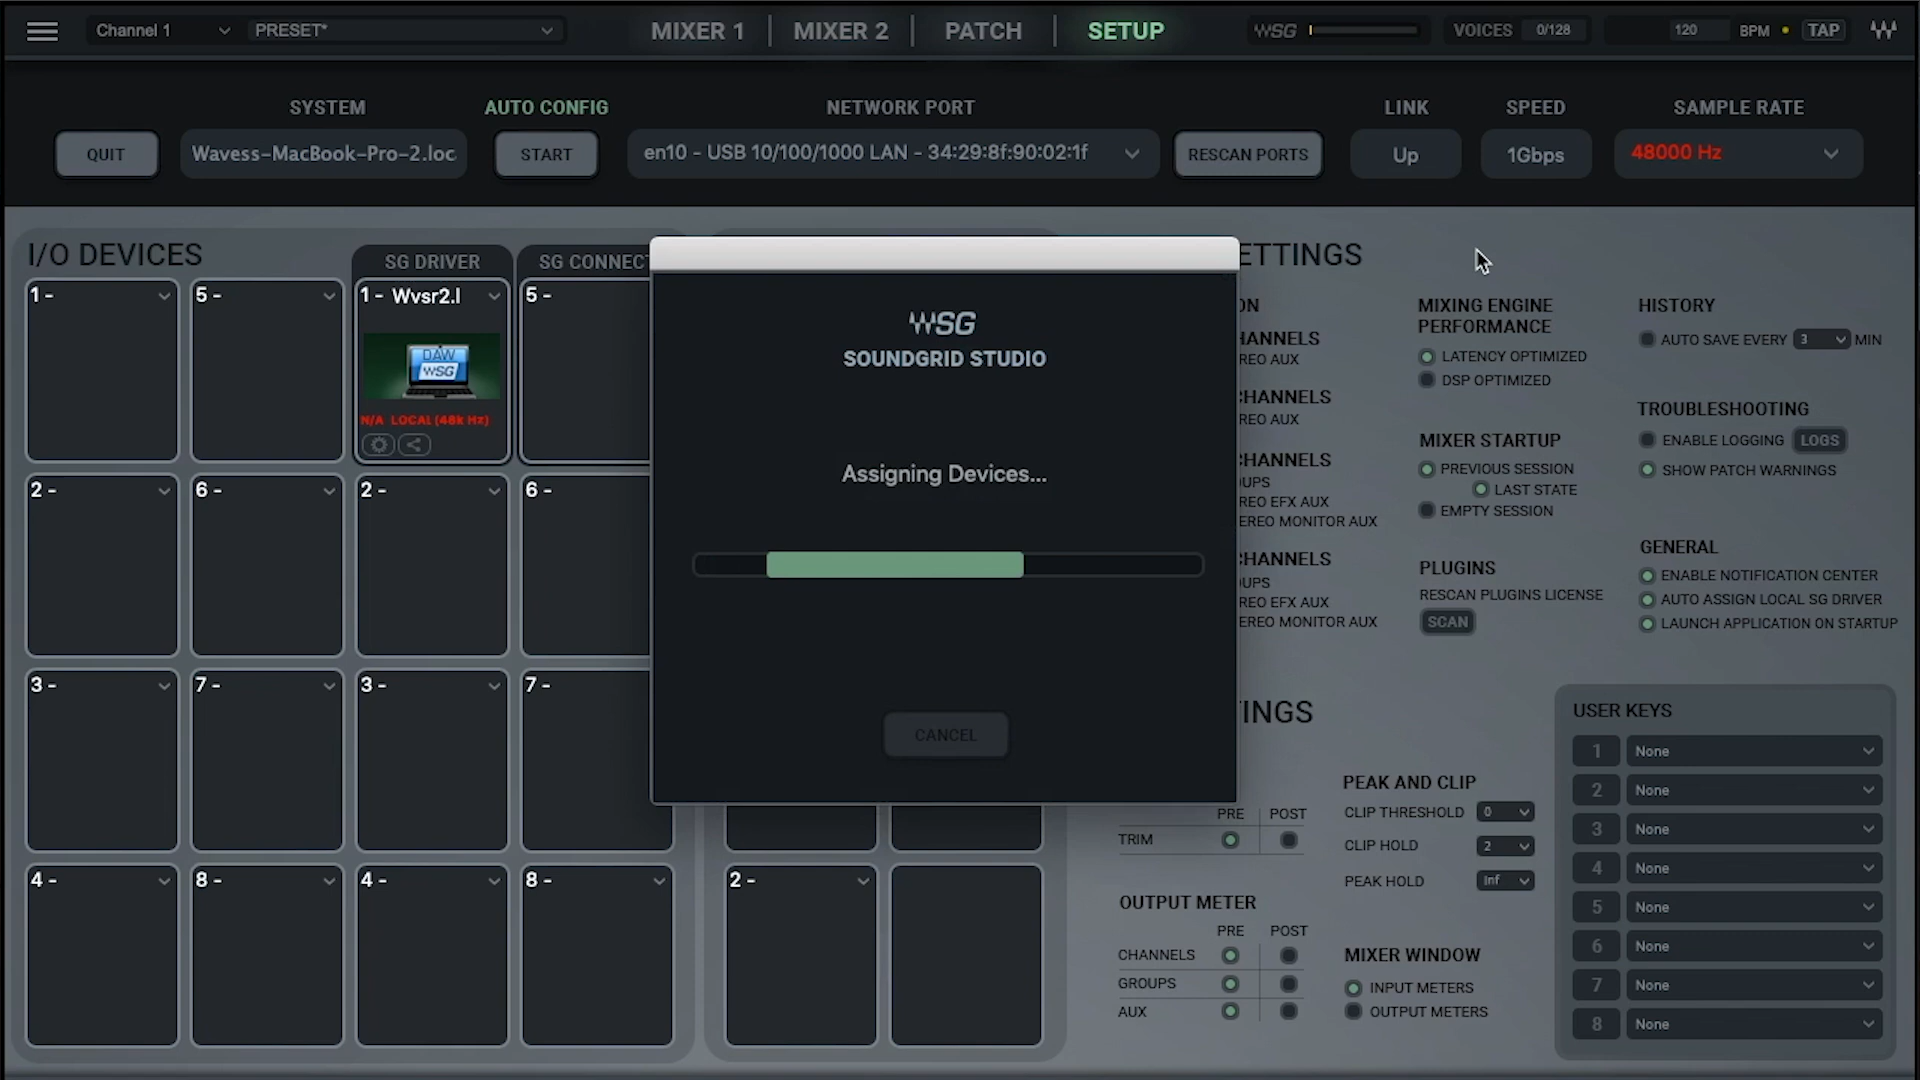 Channel 1
PRESET*
MIXER 1
MIXER 2
PATCH
SETUP
WSG
VOICES
0/128
120
BPM
TAP
SYSTEM
AUTO CONFIG
NETWORK PORT
LINK
SPEED
SAMPLE RATE
QUIT
Wavess-MacBook-Pro-2.loc
START
en10 - USB 10/100/1000 LAN - 34:29:8f:90:02:1f
RESCAN PORTS
Up
1Gbps
48000 Hz
I/O DEVICES
SG DRIVER
SG CONNECT
1 -
5 -
1 - Wvsr2.l
5 -
DAW
WSG
N/A LOCAL (48k Hz)
2 -
6 -
2 -
6 -
3 -
7 -
3 -
7 -
4 -
8 -
4 -
8 -
2 -
WSG
SOUNDGRID STUDIO
Assigning Devices...
CANCEL
ETTINGS
ON
HANNELS
REO AUX
CHANNELS
REO AUX
CHANNELS
UPS
REO EFX AUX
EREO MONITOR AUX
CHANNELS
UPS
REO EFX AUX
EREO MONITOR AUX
MIXING ENGINE
PERFORMANCE
LATENCY OPTIMIZED
DSP OPTIMIZED
MIXER STARTUP
PREVIOUS SESSION
LAST STATE
EMPTY SESSION
PLUGINS
RESCAN PLUGINS LICENSE
SCAN
HISTORY
AUTO SAVE EVERY 3 MIN
TROUBLESHOOTING
ENABLE LOGGING LOGS
SHOW PATCH WARNINGS
GENERAL
ENABLE NOTIFICATION CENTER
AUTO ASSIGN LOCAL SG DRIVER
LAUNCH APPLICATION ON STARTUP
TINGS
PRE POST
TRIM
OUTPUT METER
PRE POST
CHANNELS
GROUPS
AUX
PEAK AND CLIP
CLIP THRESHOLD 0
CLIP HOLD 2
PEAK HOLD Inf
MIXER WINDOW
INPUT METERS
OUTPUT METERS
USER KEYS
1 None
2 None
3 None
4 None
5 None
6 None
7 None
8 None